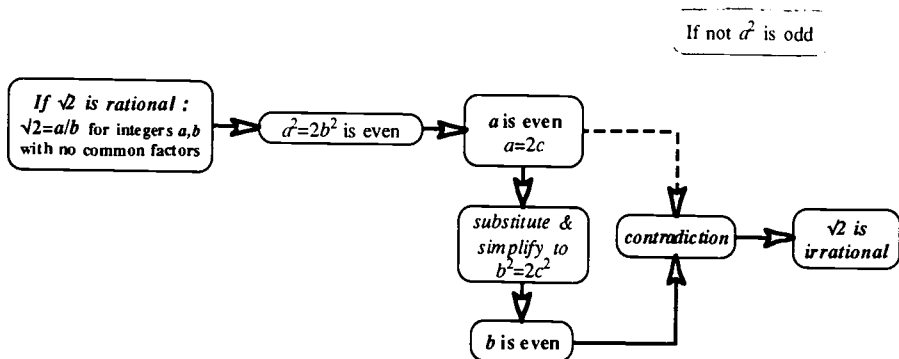 If not a² is odd
If √2 is rational :
√2=a/b for integers a,b
with no common factors
a²=2b² is even
a is even
a=2c
substitute &
simplify to
b²=2c²
b is even
contradiction
√2 is
irrational